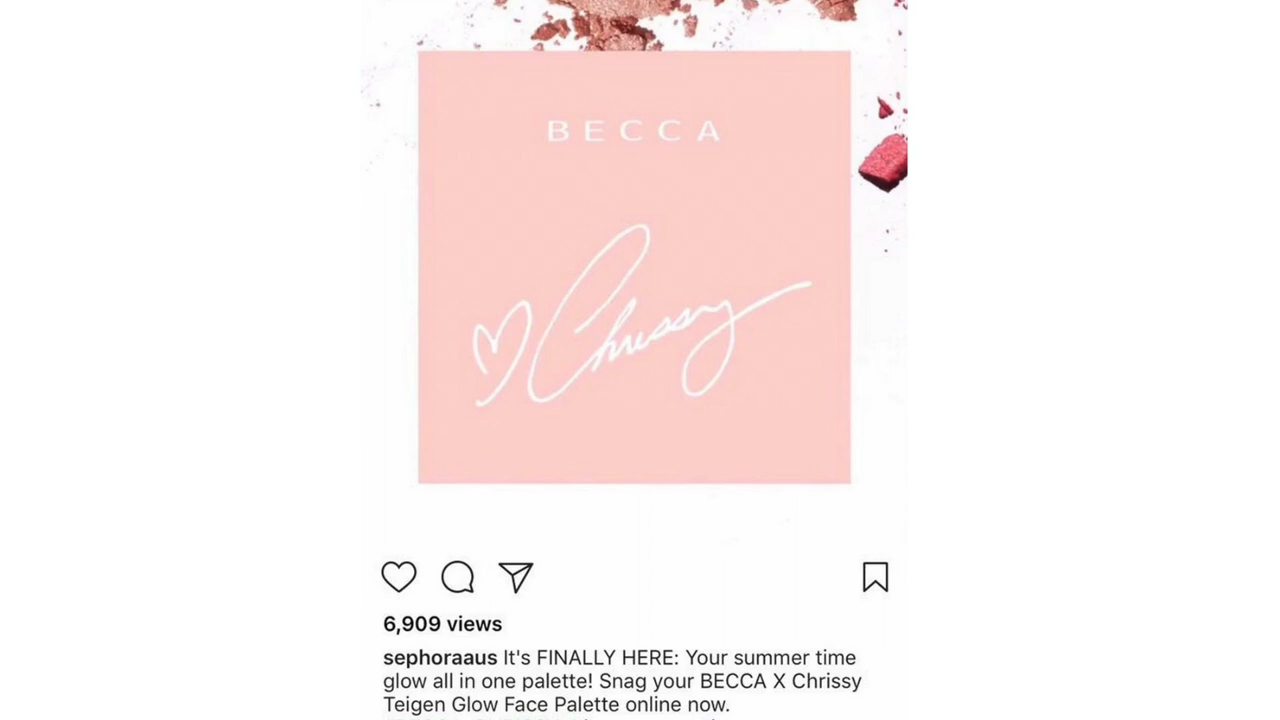 BECCA
Chrissy
6,909 views
sephoraaus It's FINALLY HERE: Your summer time
glow all in one palette! Snag your BECCA X Chrissy
Teigen Glow Face Palette online now.